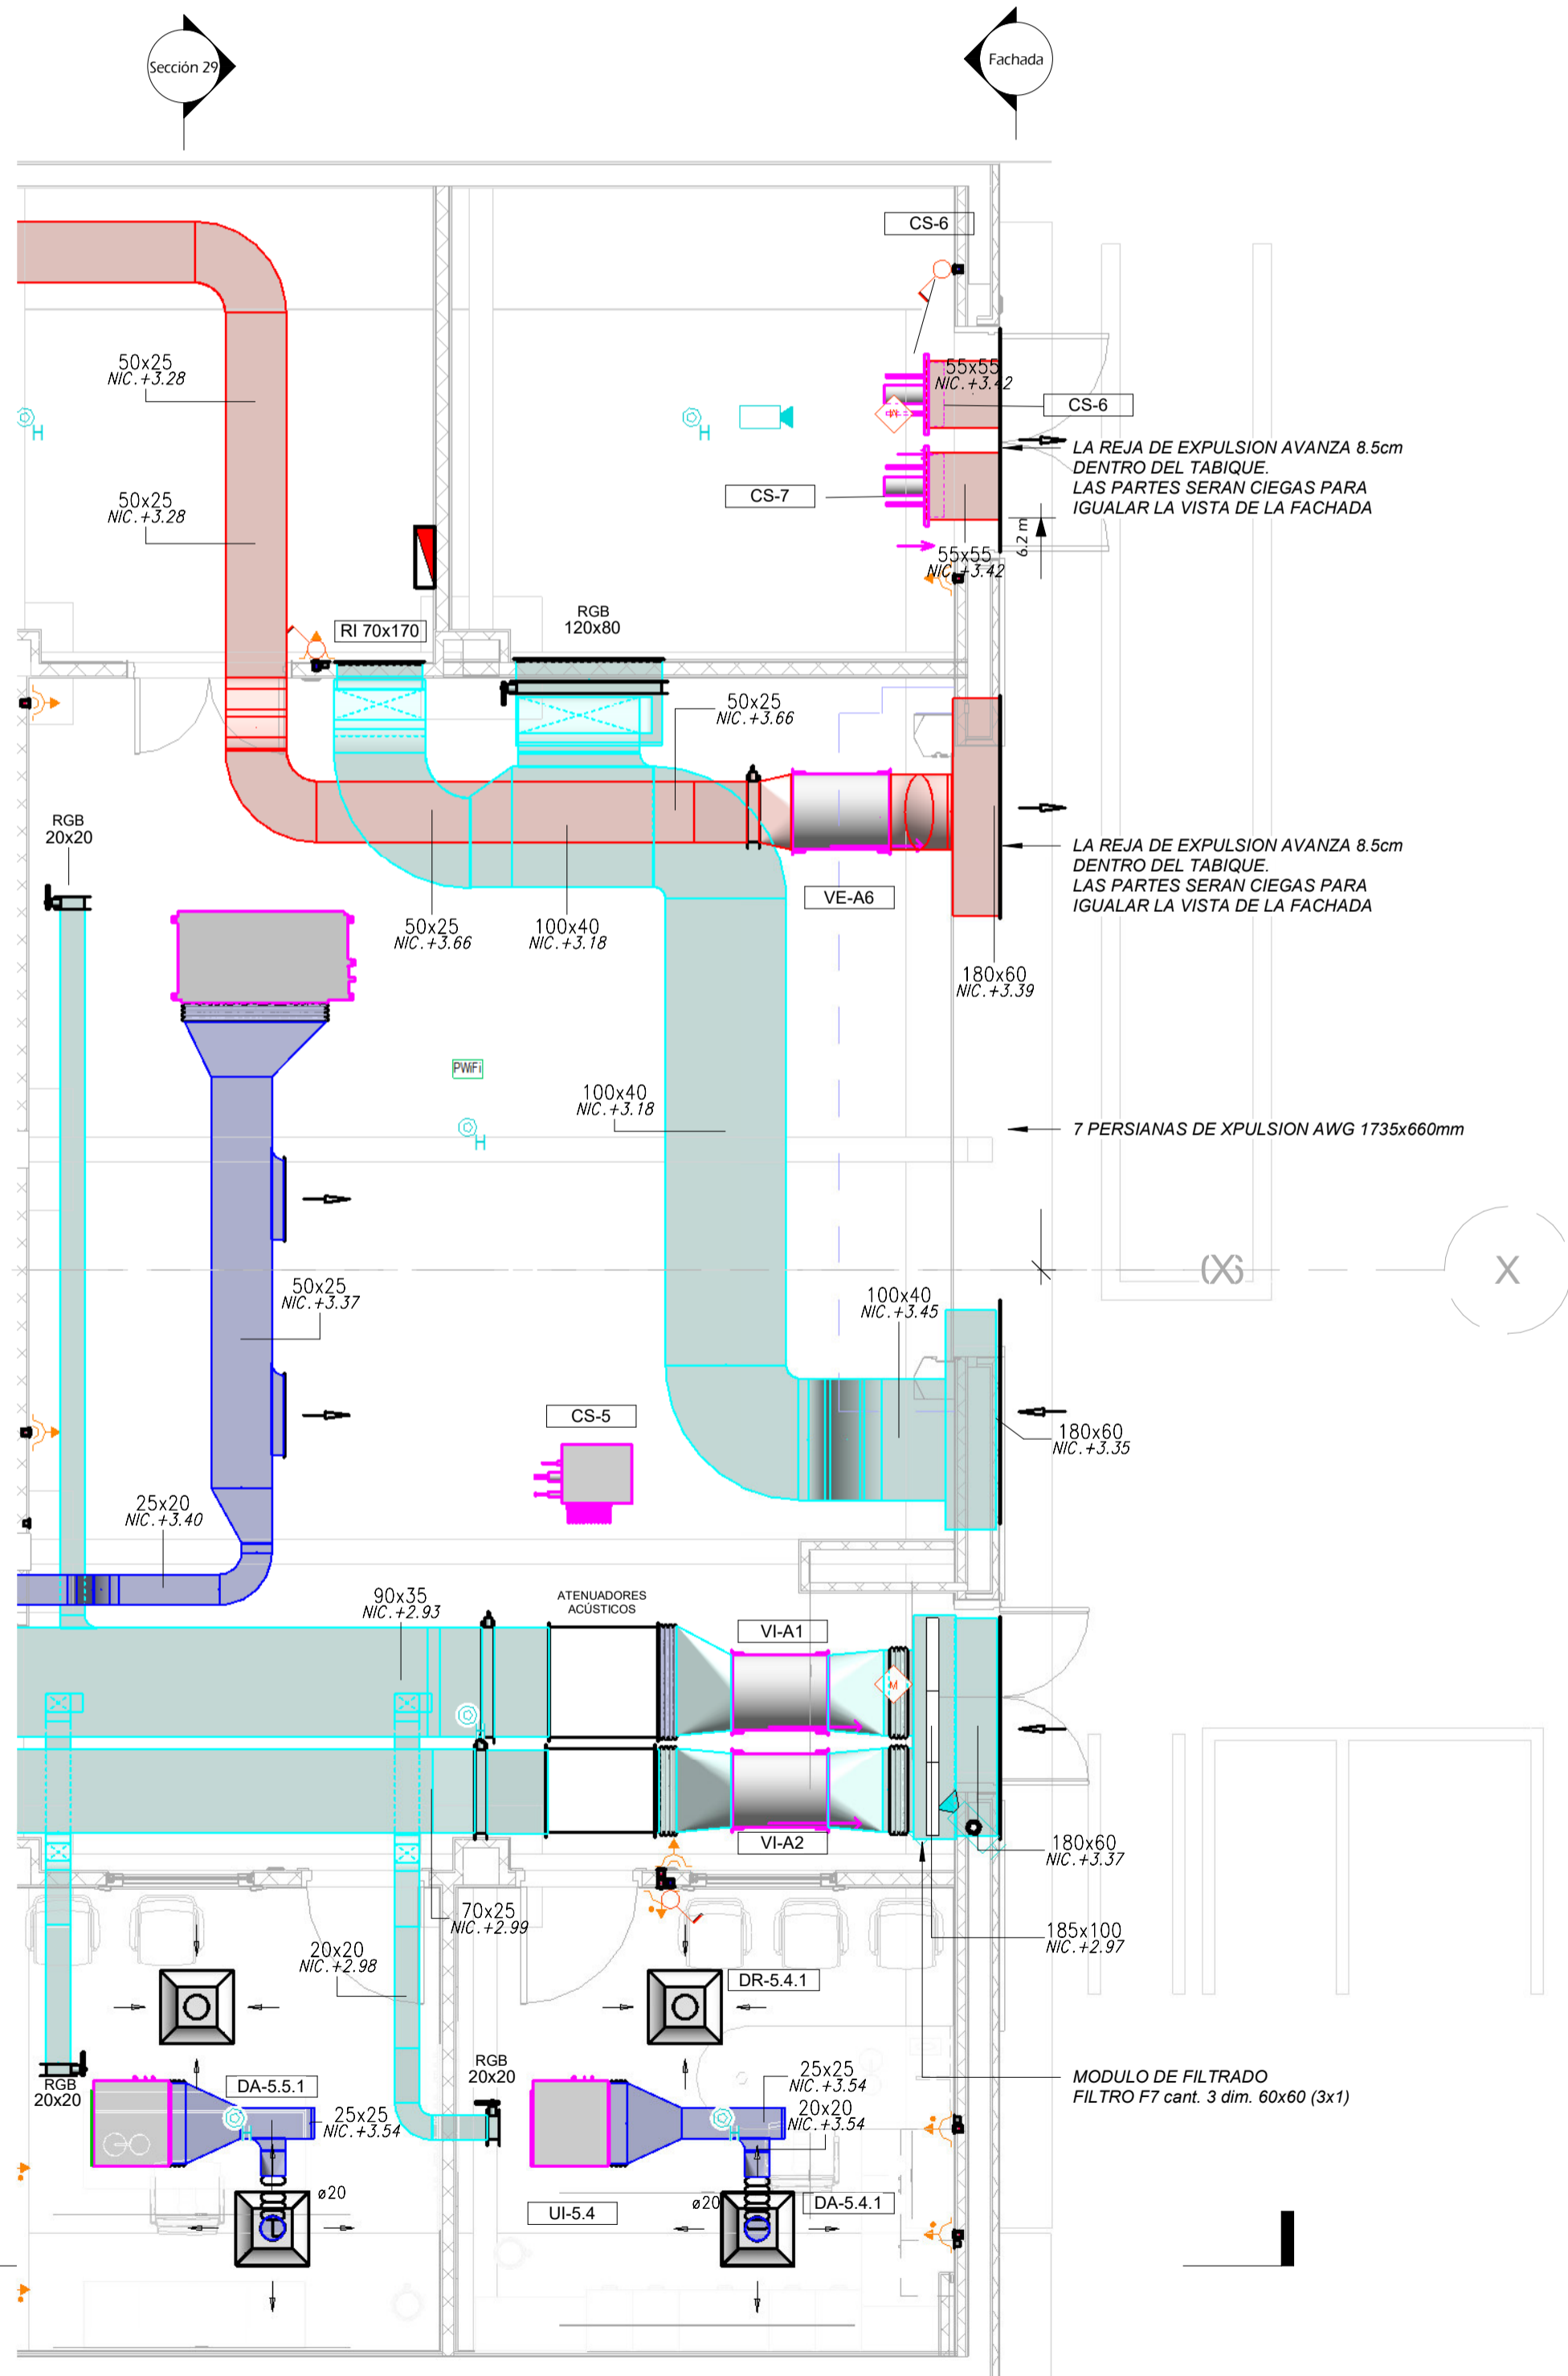 Sección 29
Fachada
CS-6
50x25
NIC.+3.28
55x55
NIC.+3.42
CS-6
H
H
LA REJA DE EXPULSION AVANZA 8.5cm
DENTRO DEL TABIQUE.
LAS PARTES SERAN CIEGAS PARA
IGUALAR LA VISTA DE LA FACHADA
50x25
NIC.+3.28
CS-7
6.2 m
55x55
NIC.+3.42
RI 70x170
RGB
120x80
50x25
NIC.+3.66
RGB
20x20
LA REJA DE EXPULSION AVANZA 8.5cm
DENTRO DEL TABIQUE.
LAS PARTES SERAN CIEGAS PARA
IGUALAR LA VISTA DE LA FACHADA
VE-A6
50x25
NIC.+3.66
100x40
NIC.+3.18
180x60
NIC.+3.39
PWiFi
100x40
NIC.+3.18
H
7 PERSIANAS DE XPULSION AWG 1735x660mm
X
50x25
NIC.+3.37
100x40
NIC.+3.45
CS-5
180x60
NIC.+3.35
25x20
NIC.+3.40
90x35
NIC.+2.93
ATENUADORES
ACÚSTICOS
VI-A1
M
H
VI-A2
180x60
NIC.+3.37
70x25
NIC.+2.99
185x100
NIC.+2.97
20x20
NIC.+2.98
DR-5.4.1
RGB
20x20
RGB
20x20
DA-5.5.1
25x25
NIC.+3.54
H
25x25
NIC.+3.54
20x20
NIC.+3.54
H
MODULO DE FILTRADO
FILTRO F7 cant. 3 dim. 60x60 (3x1)
ø20
UI-5.4
ø20
DA-5.4.1